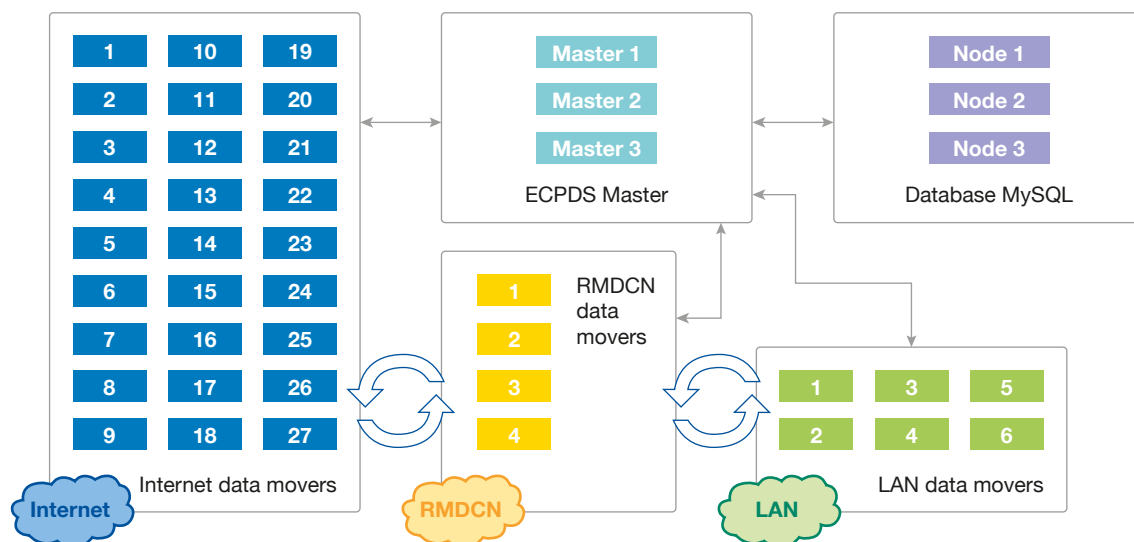 1
10
19
2
11
20
3
12
21
4
13
22
5
14
23
6
15
24
7
16
25
8
17
26
9
18
27
Internet data movers
Internet
Master 1
Master 2
Master 3
ECPDS Master
Node 1
Node 2
Node 3
Database MySQL
1
2
3
4
RMDCN
data
movers
RMDCN
1
3
5
2
4
6
LAN data movers
LAN